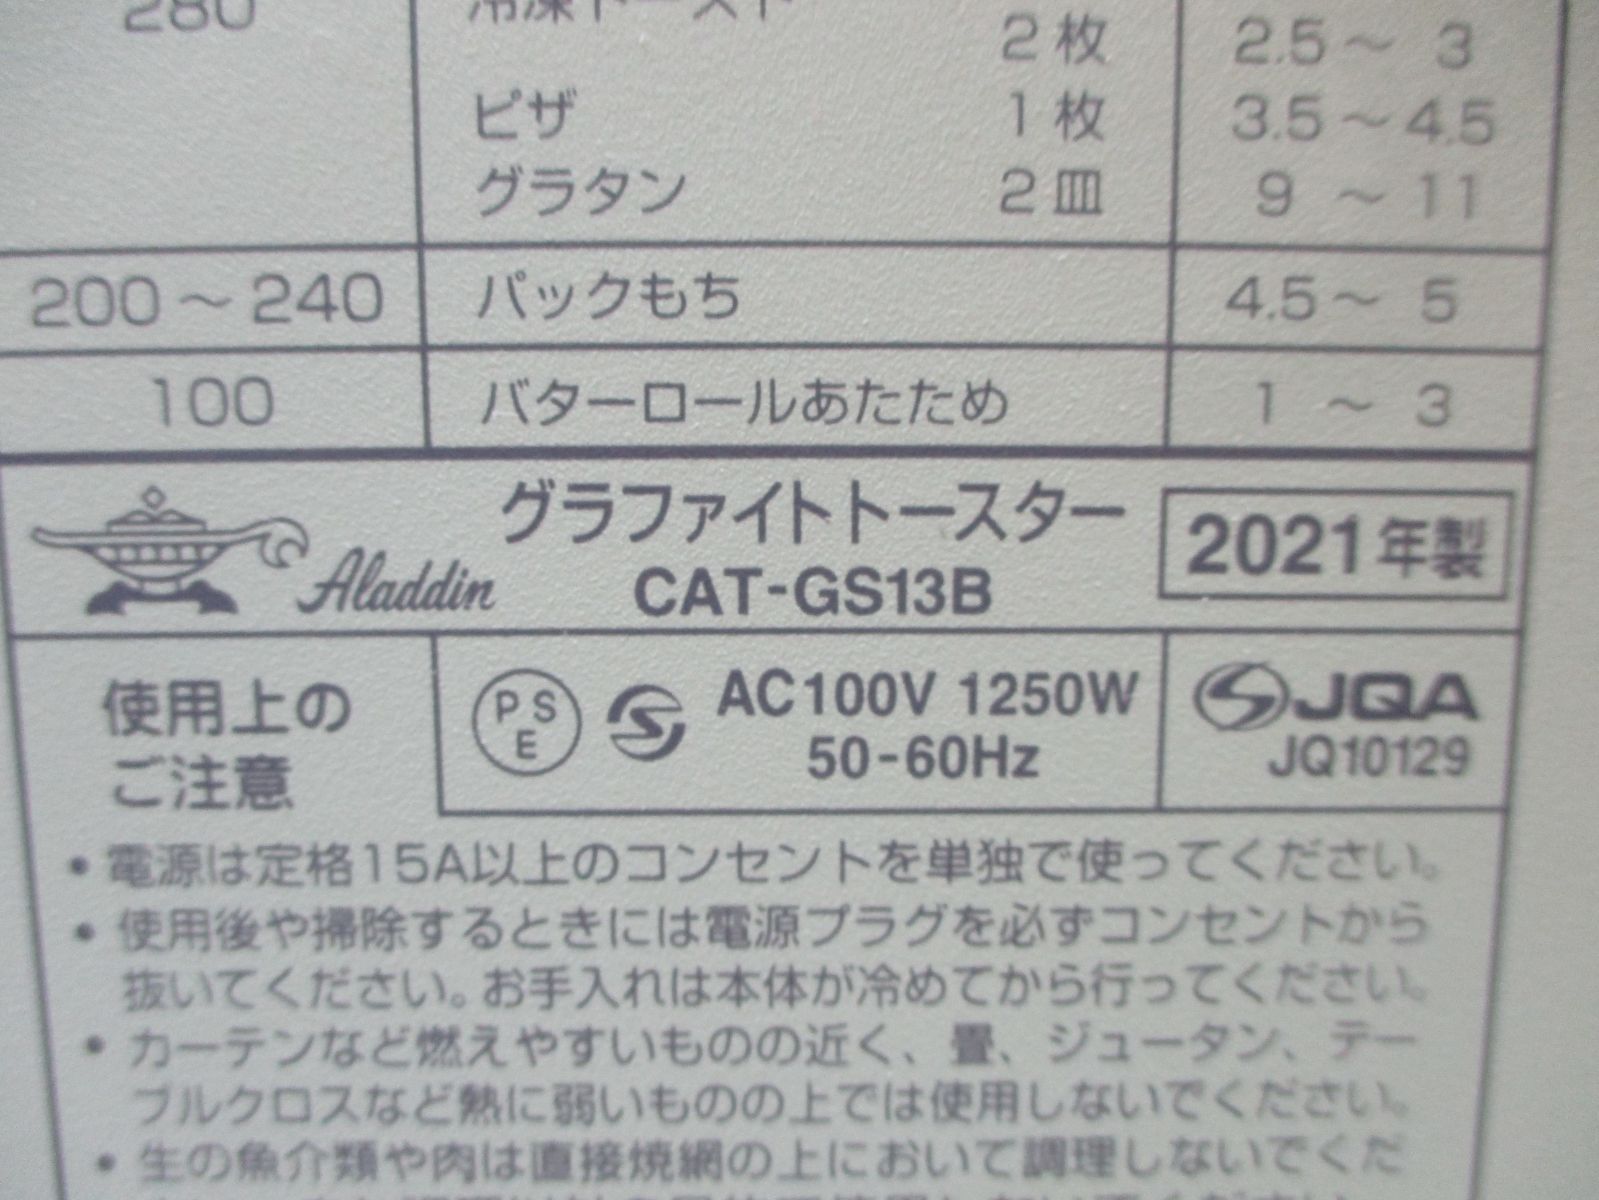 280 冷凍トースト
2枚 2.5～ 3
ピザ 1枚 3.5～4.5
グラタン 2皿 9 ～ 11
200～240 パックもち 4.5～ 5
100 バターロールあたため 1 ～ 3
Aladdin
グラファイトトースター
CAT-GS13B
2021年製
使用上の
ご注意
PSE
AC100V 1250W
50-60Hz
JQA
JQ10129
• 電源は定格15A以上のコンセントを単独で使ってください。
• 使用後や掃除するときには電源プラグを必ずコンセントから
抜いてください。お手入れは本体が冷めてから行ってください。
• カーテンなど燃えやすいものの近く、畳、ジュータン、テー
ブルクロスなど熱に弱いものの上では使用しないでください。
• 生の魚介類や肉は直接焼網の上において調理しないでくだ